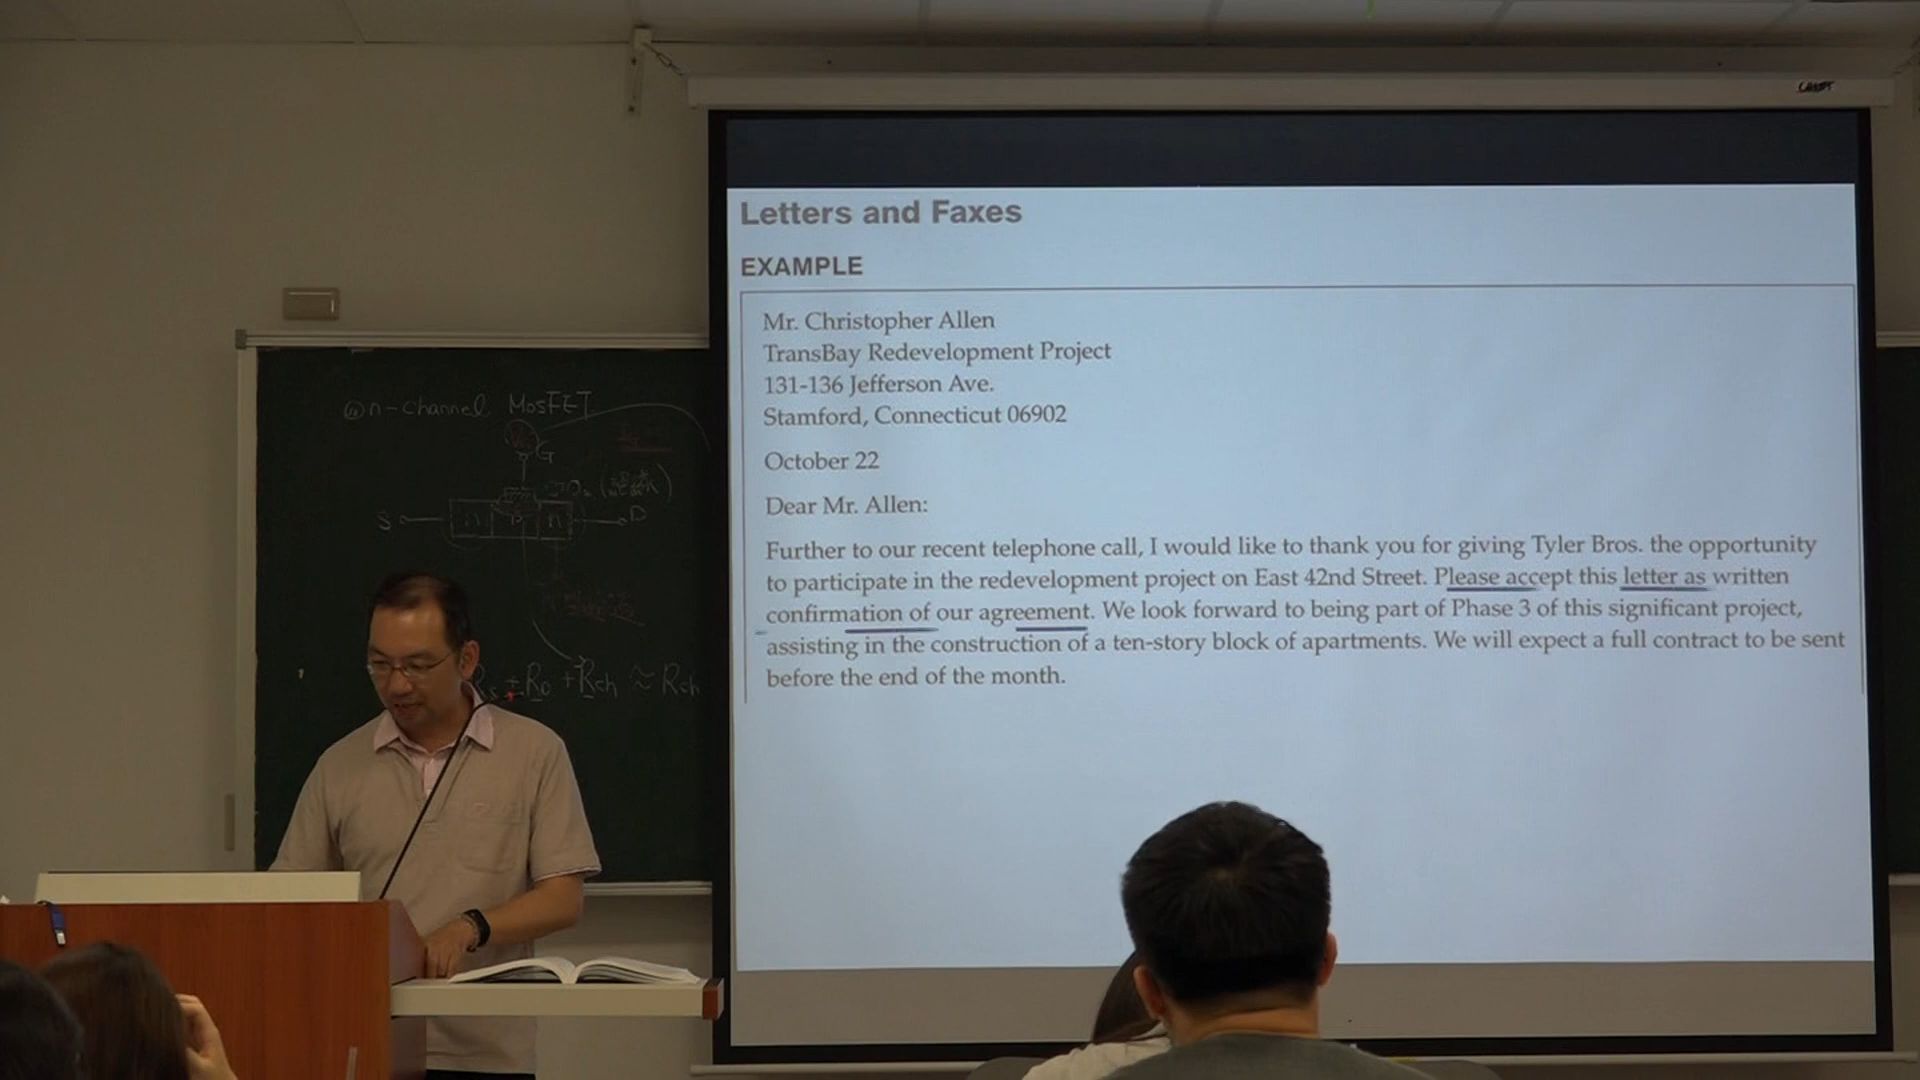 Letters and Faxes
EXAMPLE
Mr. Christopher Allen
TransBay Redevelopment Project
131-136 Jefferson Ave.
Stamford, Connecticut 06902
October 22
Dear Mr. Allen:
Further to our recent telephone call, I would like to thank you for giving Tyler Bros. the opportunity
to participate in the redevelopment project on East 42nd Street. Please accept this letter as written
confirmation of our agreement. We look forward to being part of Phase 3 of this significant project,
assisting in the construction of a ten-story block of apartments. We will expect a full contract to be sent
before the end of the month.
n-channel MosFET
G
S
n
D
+ Rch ≈ Rch